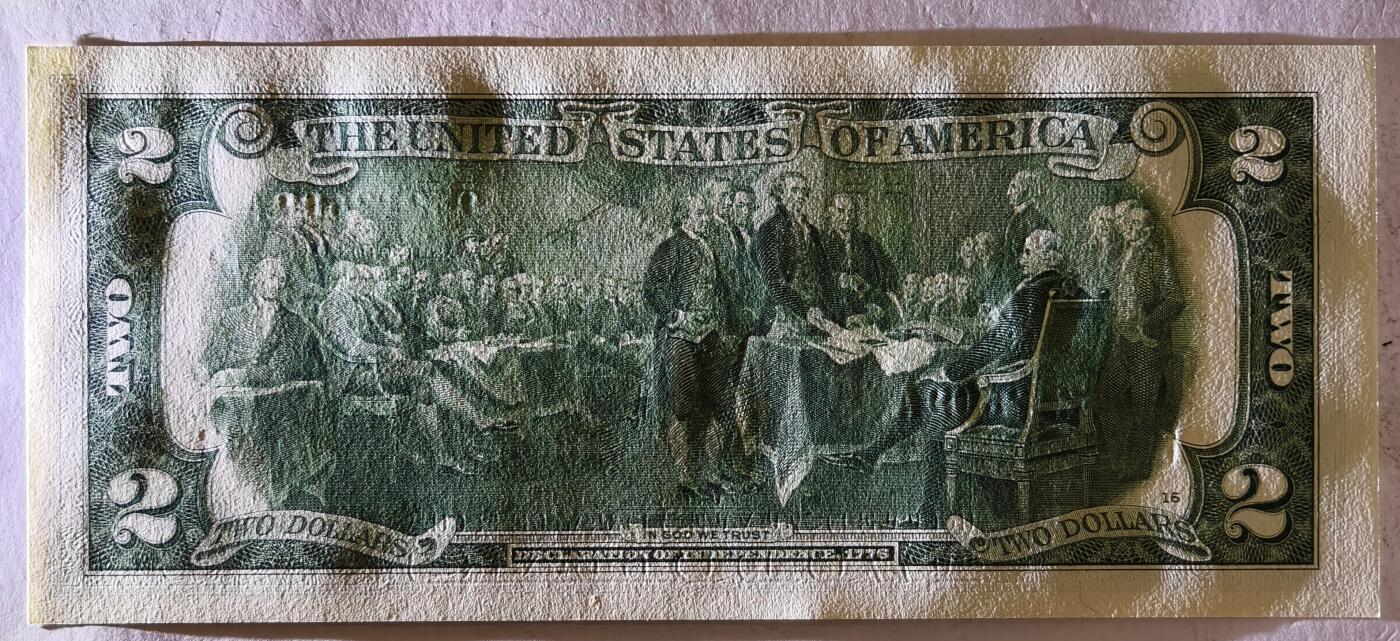 THE UNITED STATES OF AMERICA
2
2
TWO
TWO
2
2
16
TWO DOLLARS
IN GOD WE TRUST
TWO DOLLARS
DECLARATION OF INDEPENDENCE, 1776